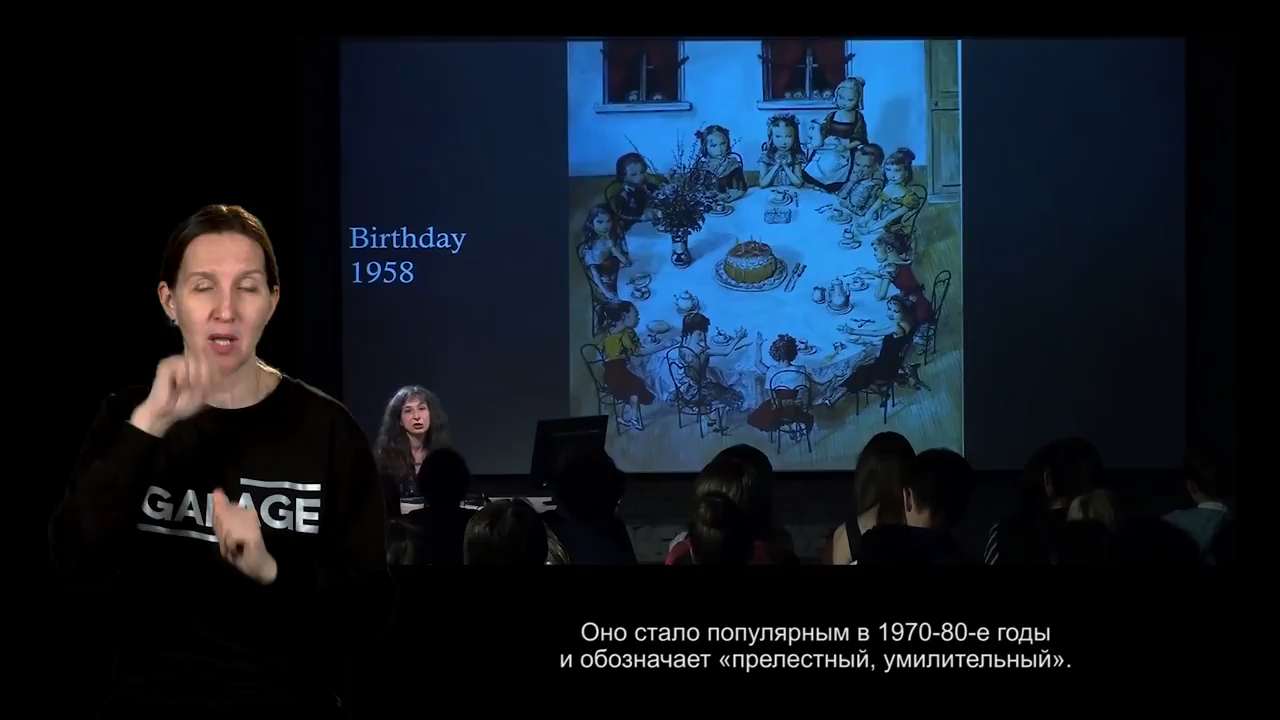 Birthday
1958
GARAGE
Оно стало популярным в 1970-80-е годы
и обозначает «прелестный, умилительный».